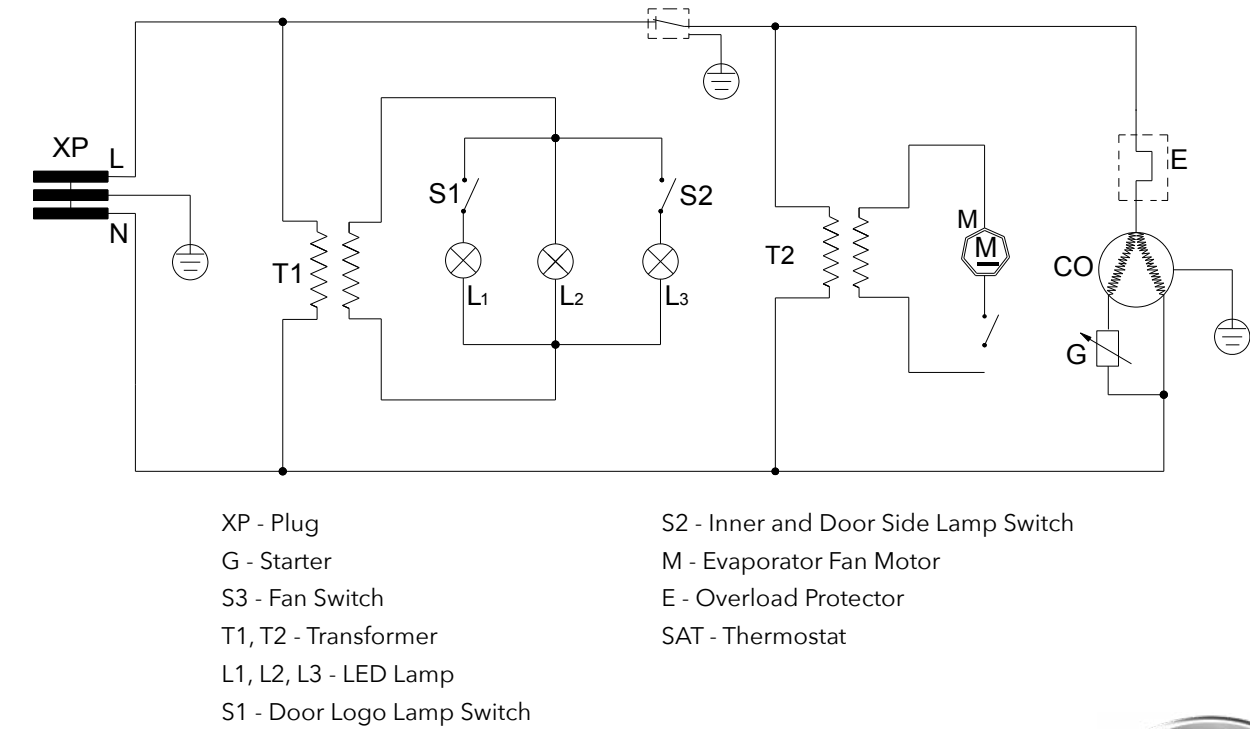 XP
L
N
T1
S1
L1
L2
S2
L3
T2
M
M
E
CO
G
XP - Plug
G - Starter
S3 - Fan Switch
T1, T2 - Transformer
L1, L2, L3 - LED Lamp
S1 - Door Logo Lamp Switch
S2 - Inner and Door Side Lamp Switch
M - Evaporator Fan Motor
E - Overload Protector
SAT - Thermostat